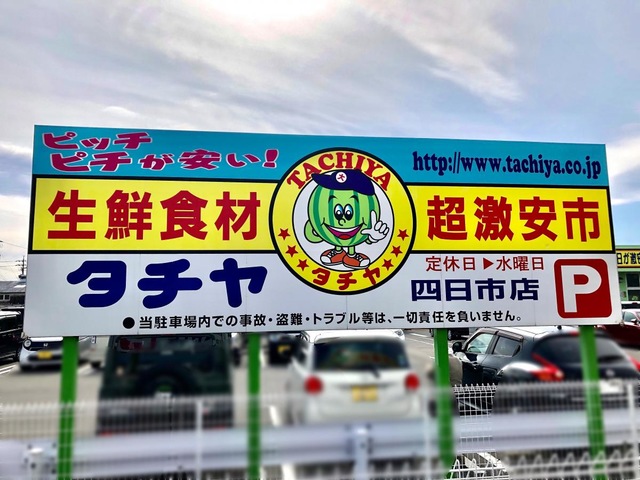 ピッチ
ピチが安い!
http://www.tachiya.co.jp
生鮮食材
TACHIYA
タチヤ
超激安市
タチヤ
定休日▶水曜日
四日市店
P
●当駐車場内での事故・盗難・トラブル等は、一切責任を負いません。